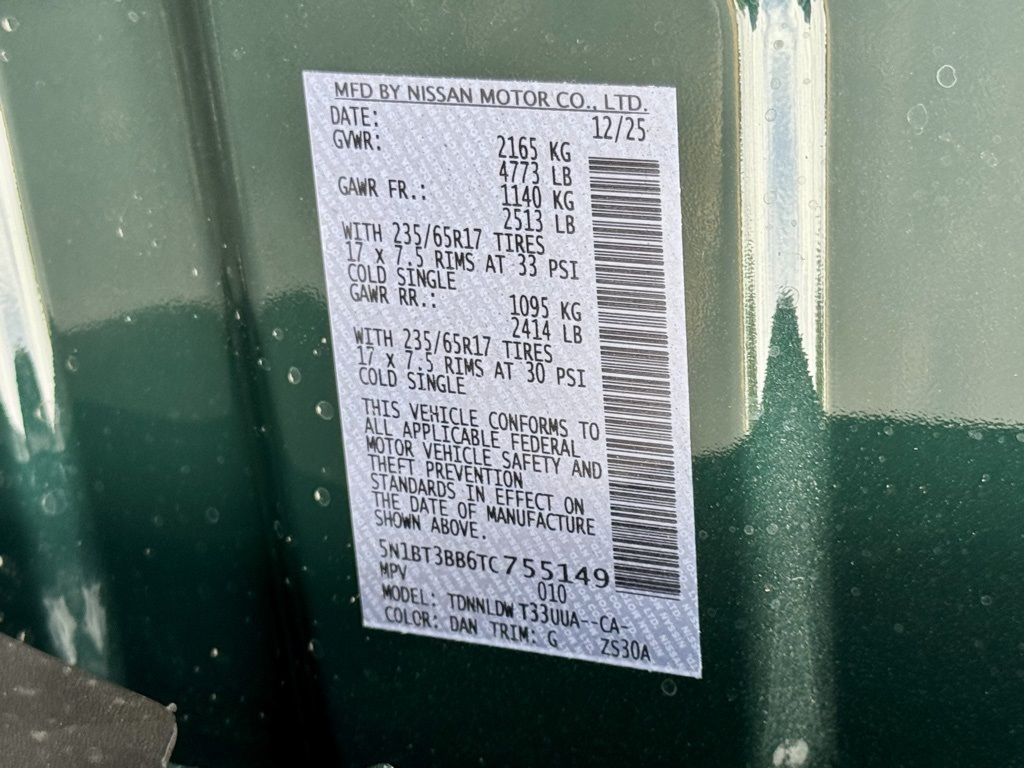 MFD BY NISSAN MOTOR CO., LTD.
DATE: 12/25
GVWR: 2165 KG
4773 LB
GAWR FR.: 1140 KG
2513 LB
WITH 235/65R17 TIRES
17 X 7.5 RIMS AT 33 PSI
COLD SINGLE
GAWR RR.: 1095 KG
2414 LB
WITH 235/65R17 TIRES
17 X 7.5 RIMS AT 30 PSI
COLD SINGLE
THIS VEHICLE CONFORMS TO
ALL APPLICABLE FEDERAL
MOTOR VEHICLE SAFETY AND
THEFT PREVENTION
STANDARDS IN EFFECT ON
THE DATE OF MANUFACTURE
SHOWN ABOVE.
5N1BT3BB6TC755149
MPV 010
MODEL: TDNNLDW T33UUA--CA-
COLOR: DAN TRIM: G ZS30A